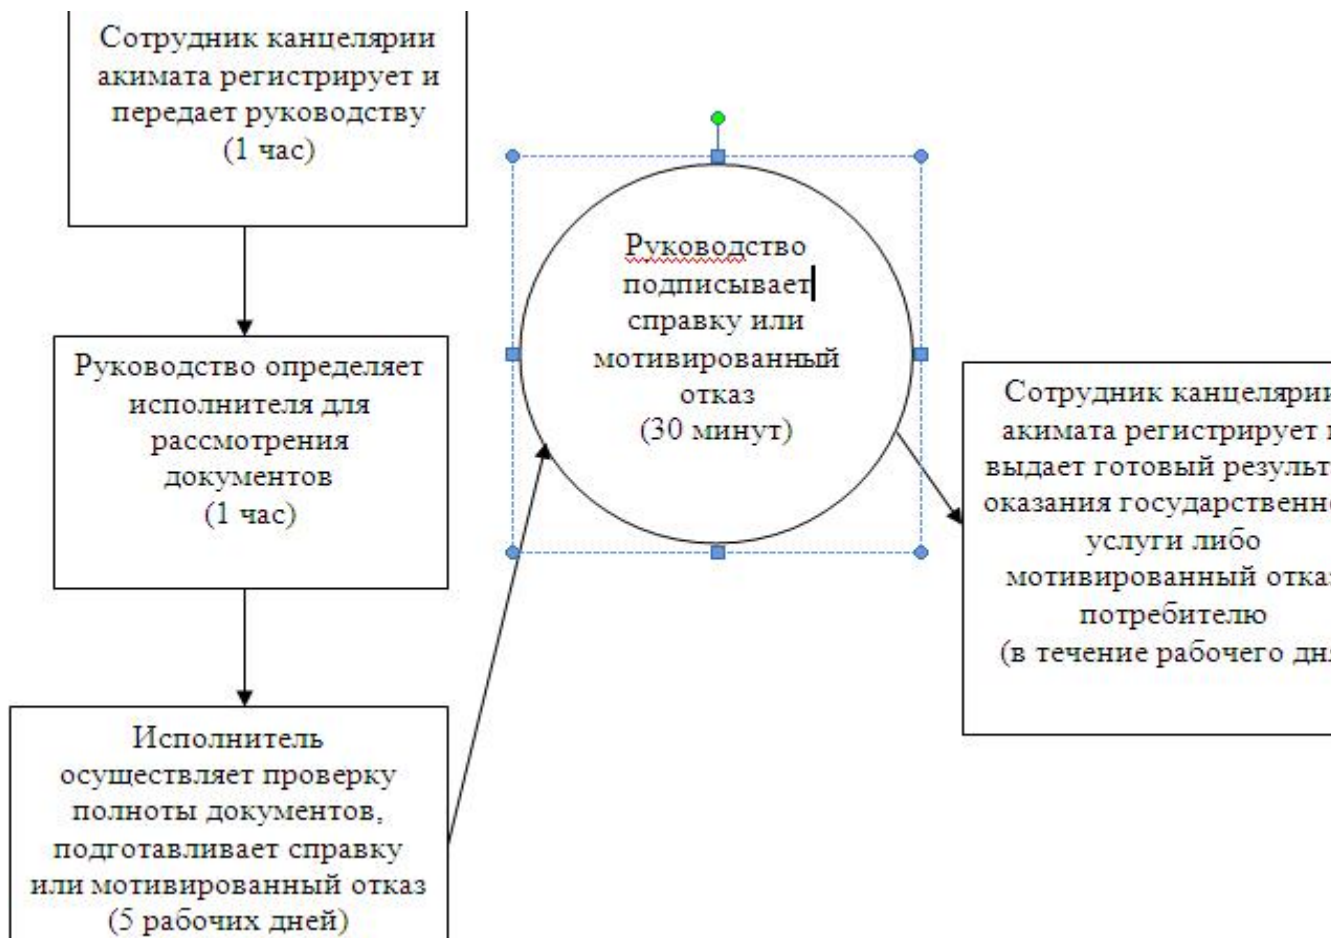 Сотрудник канцелярии
акимата регистрирует и
передает руководству
(1 час)
Руководство определяет
исполнителя для
рассмотрения
документов
(1 час)
Исполнитель
осуществляет проверку
полноты документов,
подготавливает справку
или мотивированный отказ
(5 рабочих дней)
Руководство
подписывает
справку или
мотивированный
отказ
(30 минут)
Сотрудник канцелярии
акимата регистрирует
выдает готовый
оказания
услуги либо
мотивированный отказ
потребителю
(в течение рабочего дня